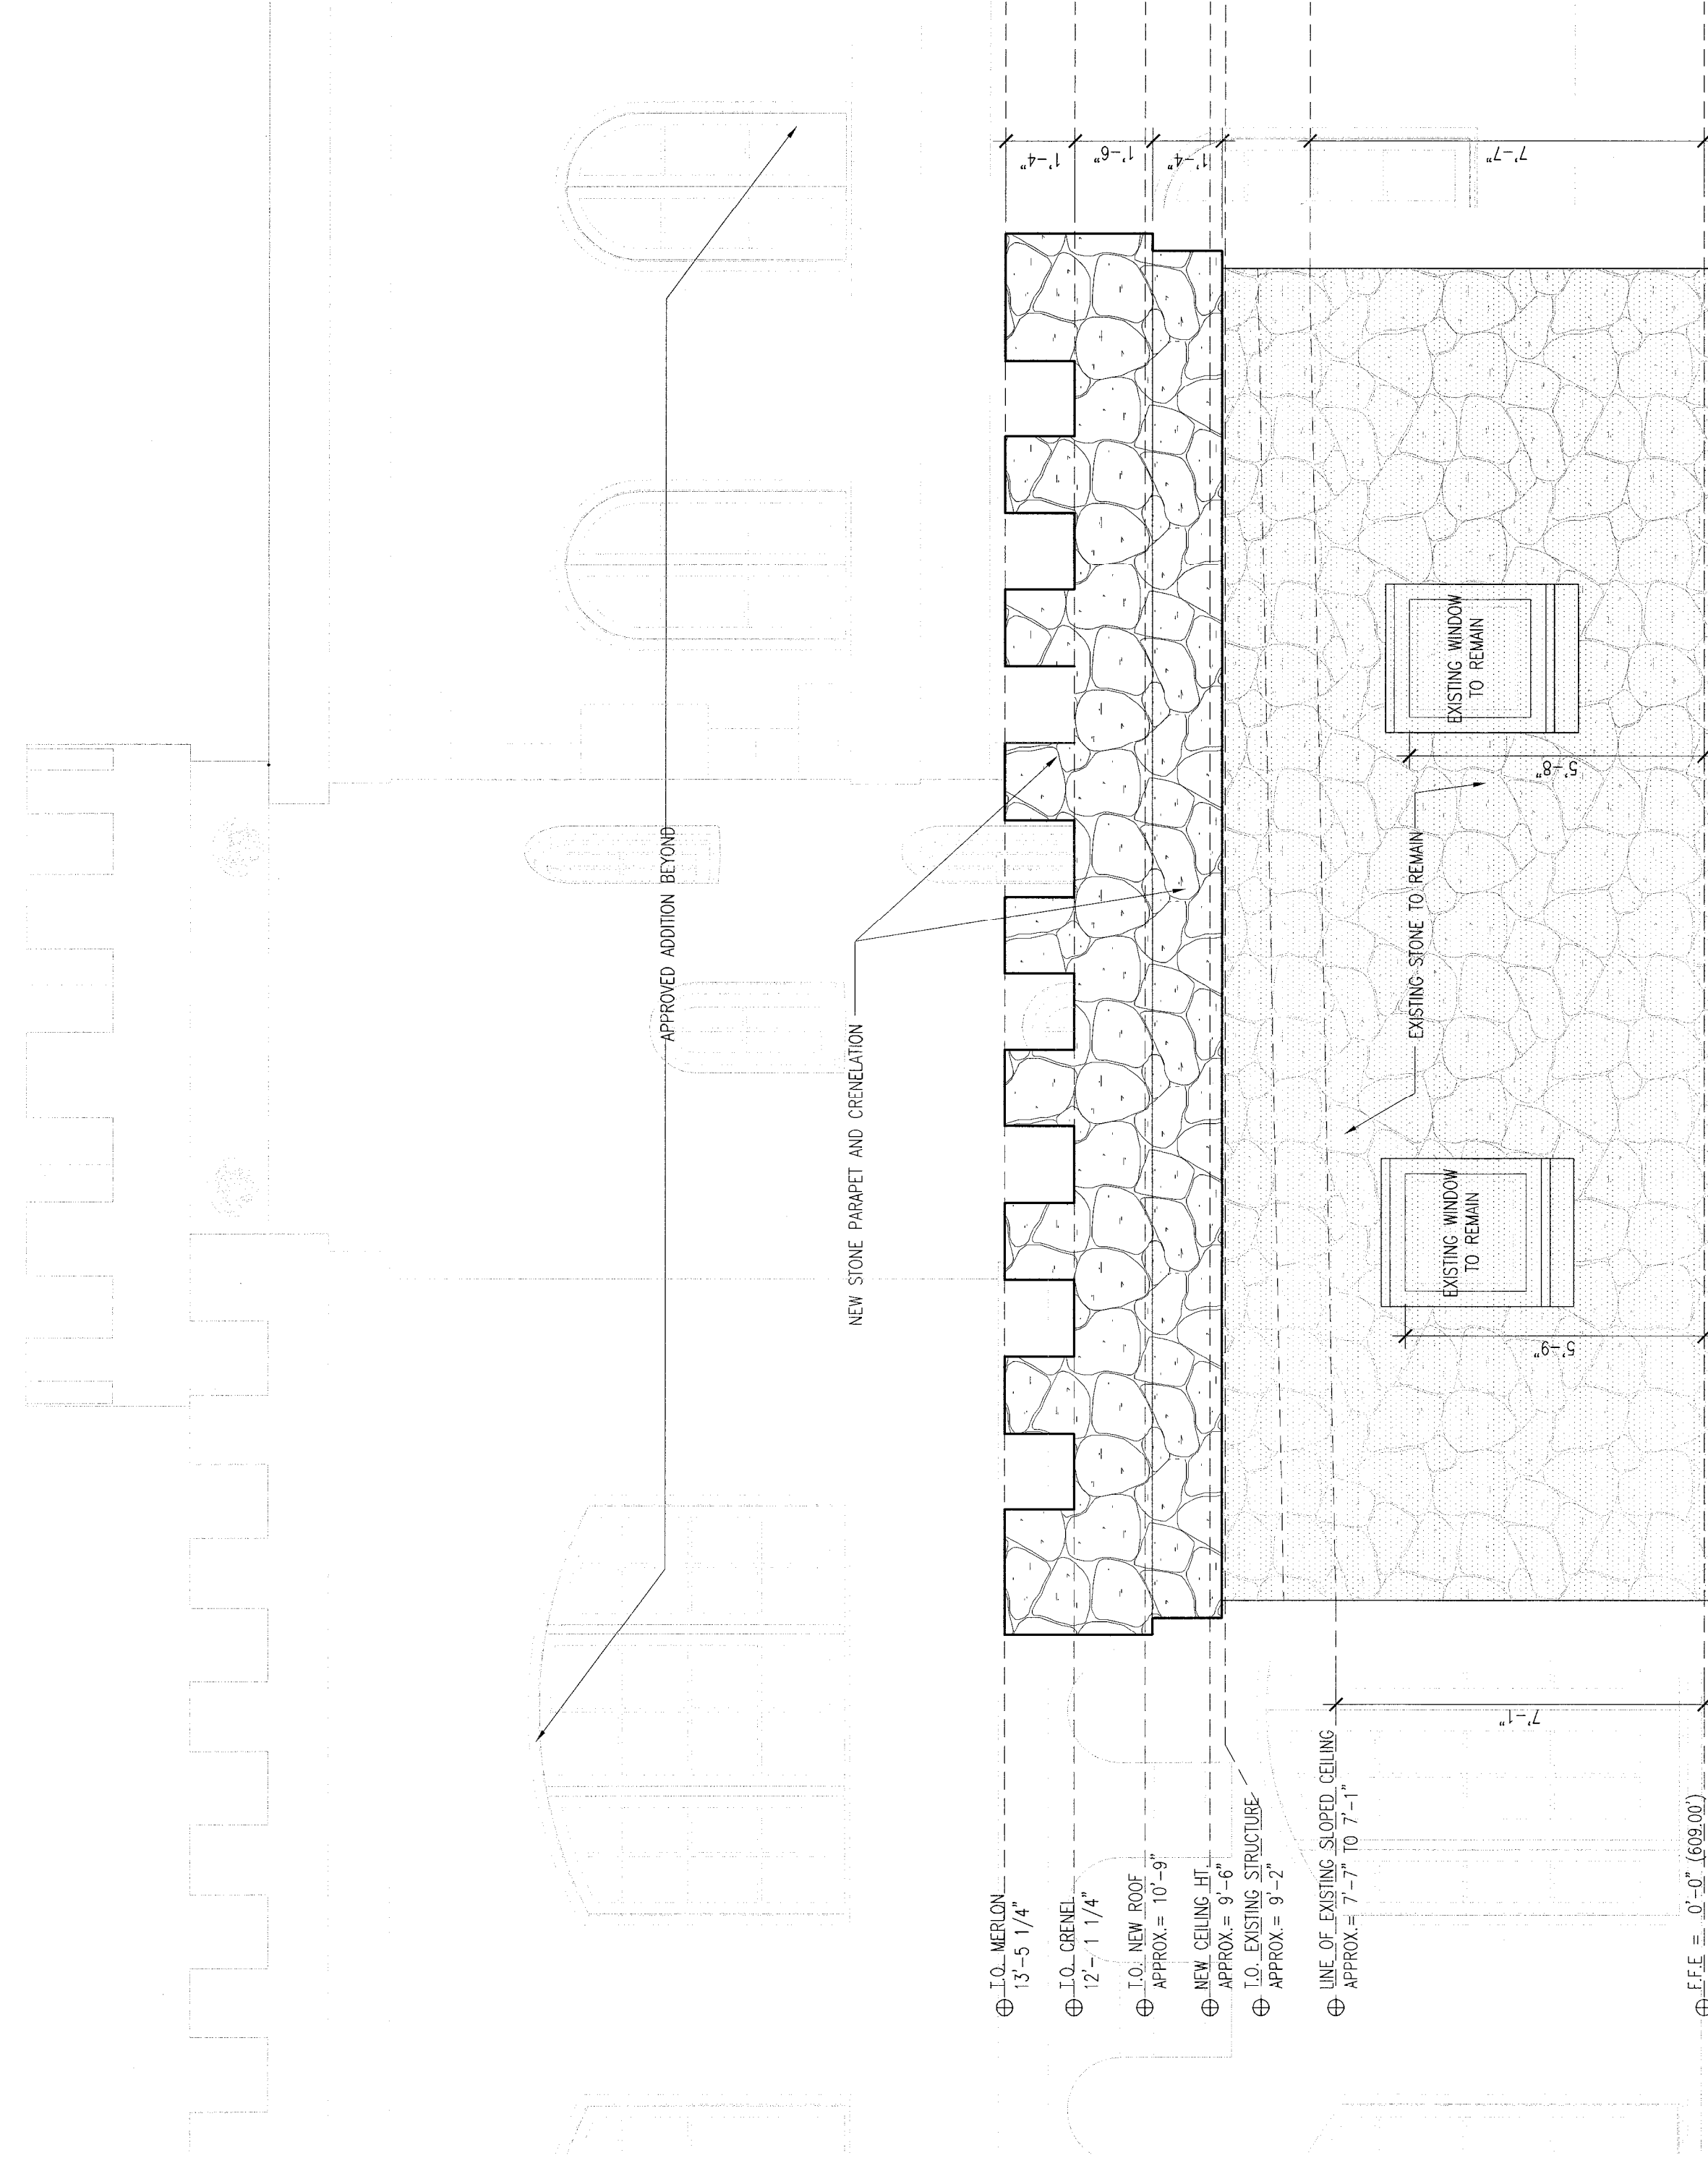 APPROVED ADDITION BEYOND
NEW STONE PARAPET AND CRENELATION
T.O. MERLON
13'-5 1/4"
T.O. CRENEL
12'- 1 1/4"
T.O. NEW ROOF
APPROX.= 10'-9"
NEW CEILING HT.
APPROX.= 9'-6"
T.O. EXISTING STRUCTURE
APPROX.= 9'-2"
LINE OF EXISTING SLOPED CEILING
APPROX.= 7'-7" TO 7'-1"
F.F.E = 0'-0" (609.00')
7'-1"
EXISTING WINDOW
TO REMAIN
5'-9"
EXISTING STONE TO REMAIN
EXISTING WINDOW
TO REMAIN
5'-8"
1'-4"
1'-6"
1'-4"
7'-7"